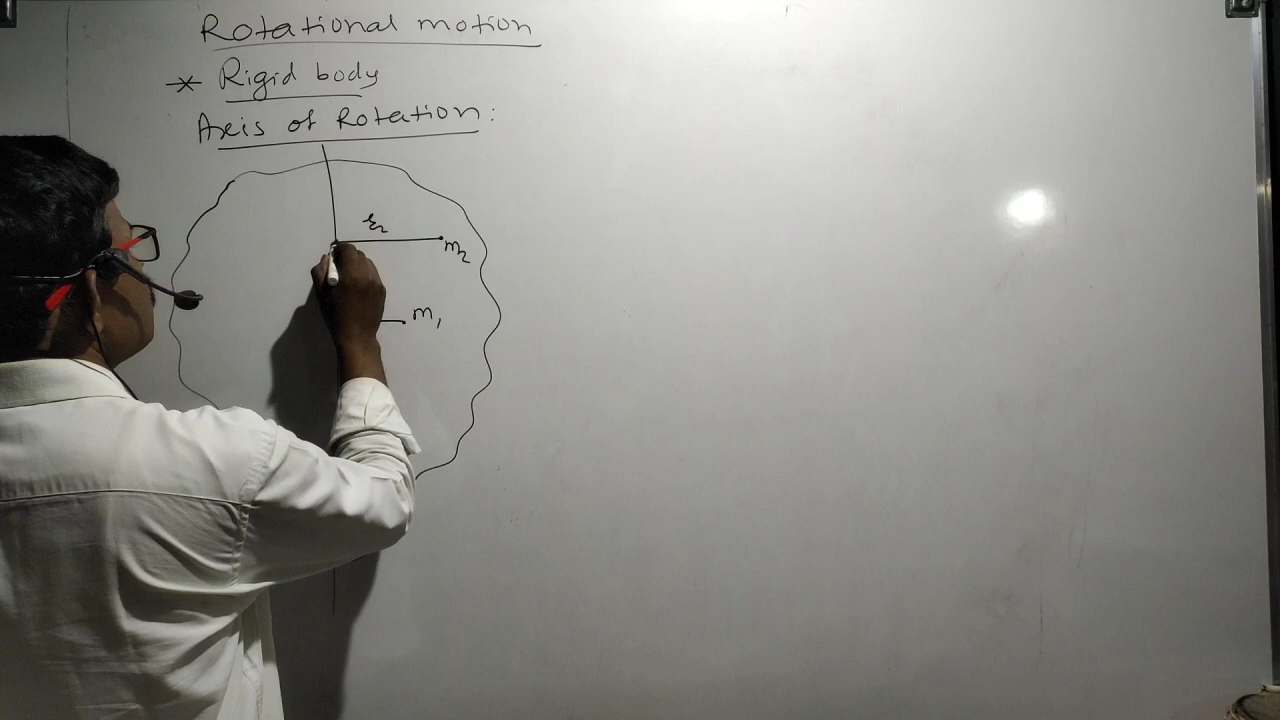 Rotational motion
* Rigid body
Axis of Rotation:
r₂
m₂
m₁